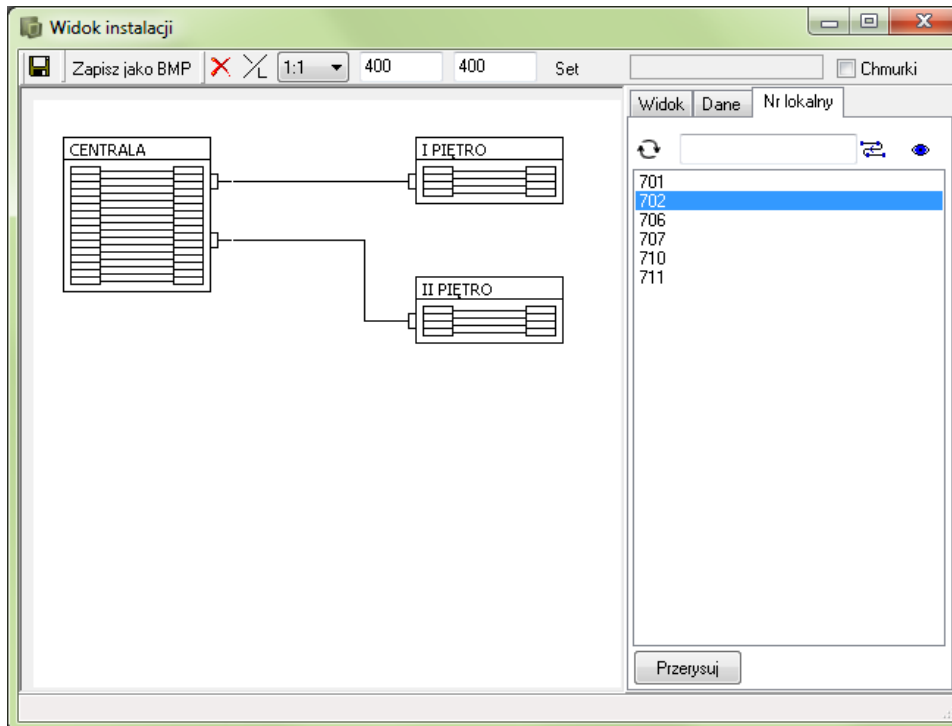 Widok instalacji
Zapisz jako BMP 1:1 400 400 Set Chmurki
Widok Dane Nr lokalny
CENTRALA
I PIĘTRO
II PIĘTRO
701
702
706
707
710
711
Przerysuj